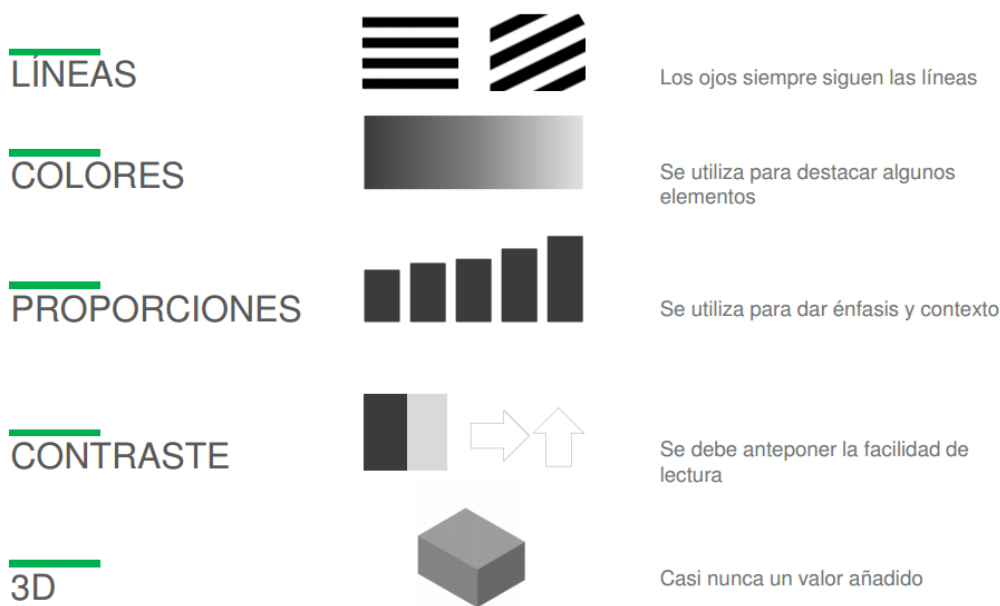 LÍNEAS
Los ojos siempre siguen las líneas
COLORES
Se utiliza para destacar algunos
elementos
PROPORCIONES
Se utiliza para dar énfasis y contexto
CONTRASTE
Se debe anteponer la facilidad de
lectura
3D
Casi nunca un valor añadido